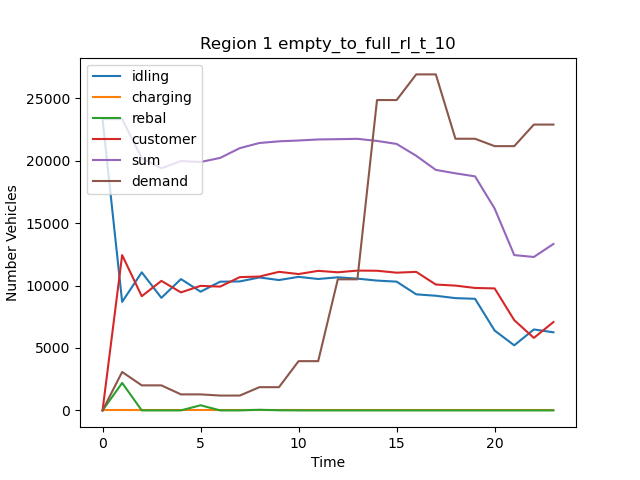 Region 1 empty_to_full_rl_t_10
idling
charging
rebal
customer
sum
demand
25000
20000
15000
10000
5000
0
Number Vehicles
0 5 10 15 20
Time